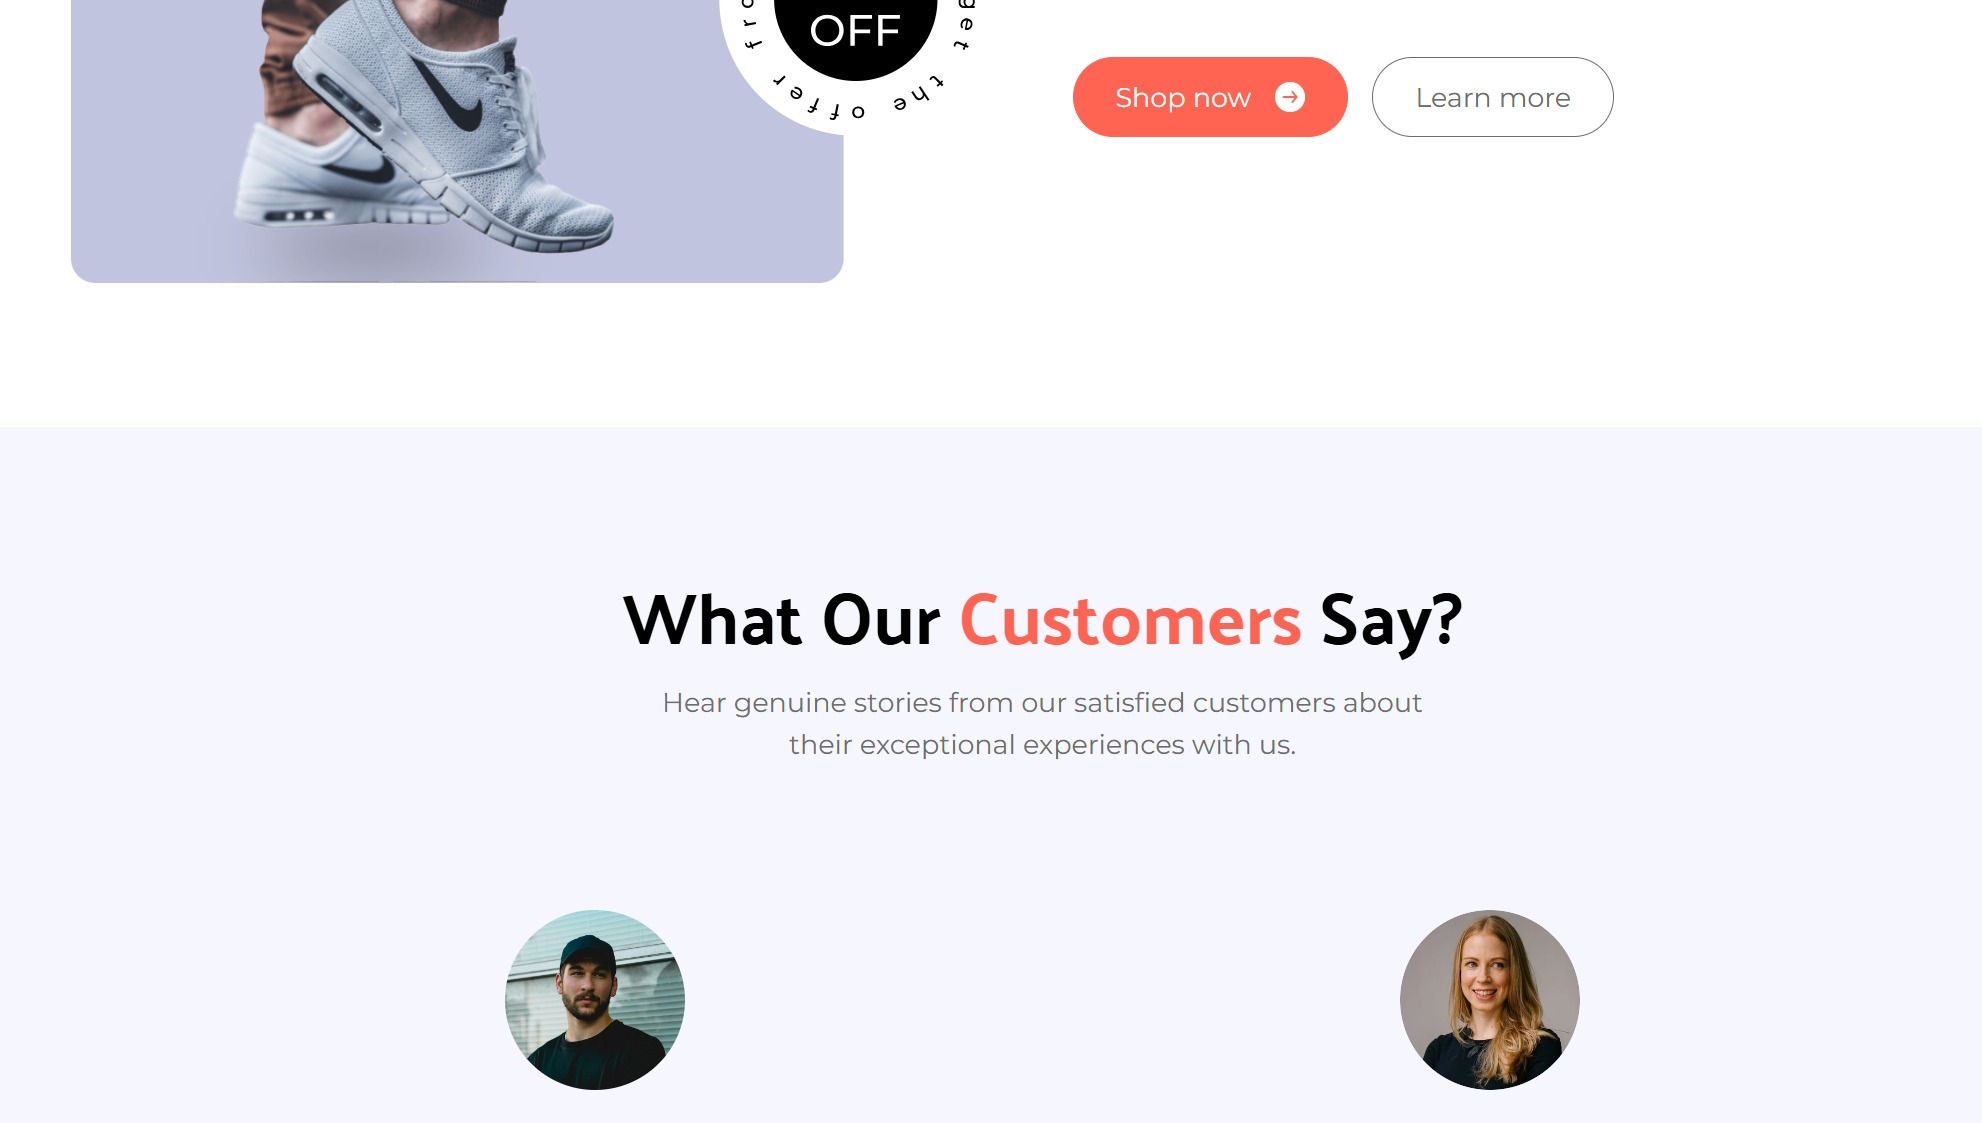 OFF
get the offer fro
Shop now
Learn more
What Our Customers Say?
Hear genuine stories from our satisfied customers about
their exceptional experiences with us.